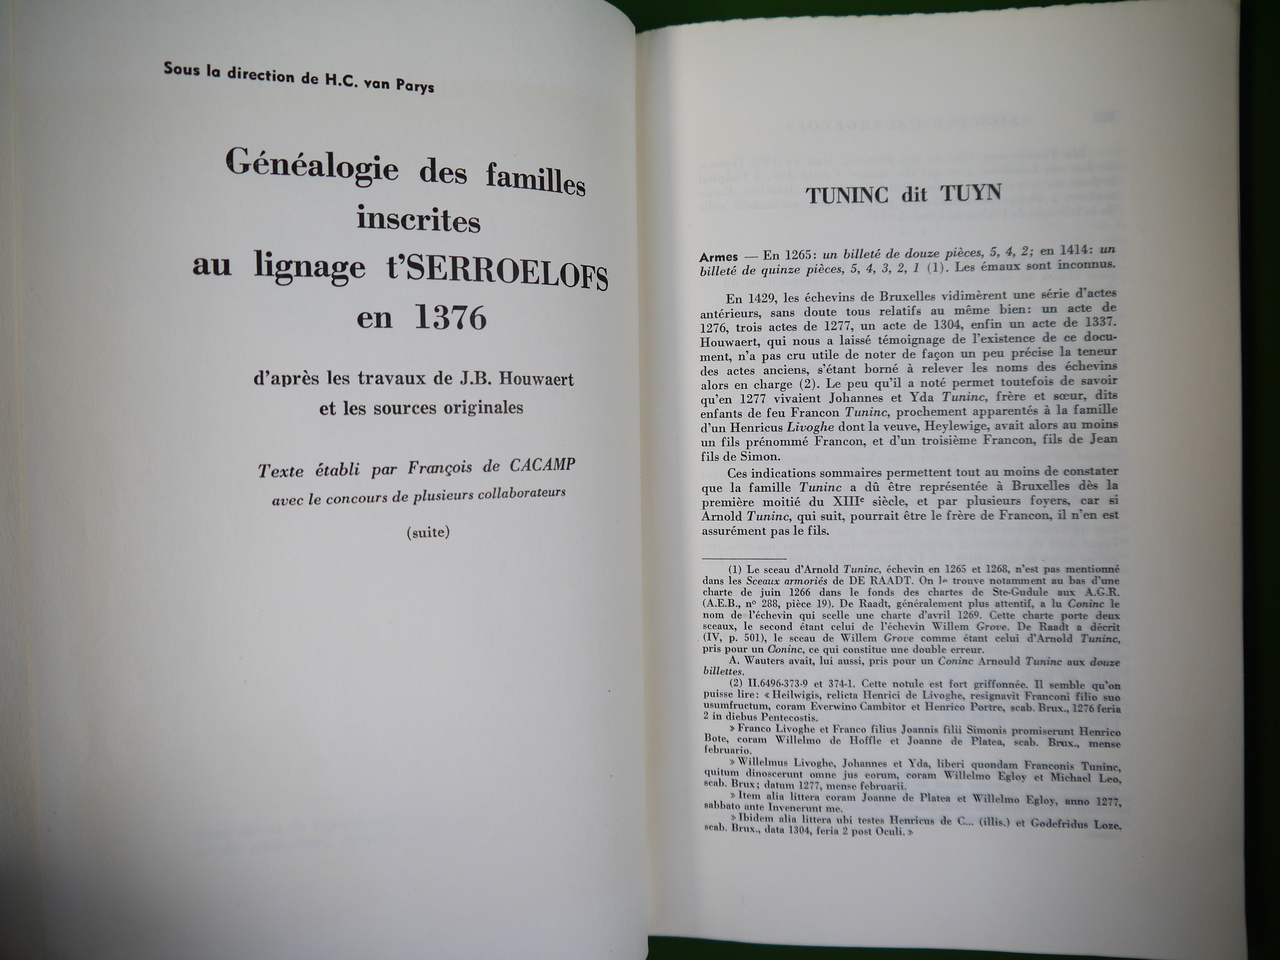 Sous la direction de H.C. van Parys
Généalogie des familles
inscrites
au lignage t'SERROELOFS
en 1376
d'après les travaux de J.B. Houwaert
et les sources originales
Texte établi par François de CACAMP
avec le concours de plusieurs collaborateurs
(suite)
TUNINC dit TUYN
Armes — En 1265: un billeté de douze pièces, 5, 4, 2; en 1414: un
billeté de quinze pièces, 5, 4, 3, 2, 1 (1). Les émaux sont inconnus.
En 1429, les échevins de Bruxelles vidimèrent une série d'actes
antérieurs, sans doute tous relatifs au même bien: un acte de
1276, trois actes de 1277, un acte de 1304, enfin un acte de 1337.
Houwaert, qui nous a laissé témoignage de l'existence de ce docu-
ment, n'a pas cru utile de noter de façon un peu précise la teneur
des actes anciens, s'étant borné à relever les noms des échevins
alors en charge (2). Le peu qu'il a noté permet toutefois de savoir
qu'en 1277 vivaient Johannes et Yda Tuninc, frère et sœur, dits
enfants de feu Francon Tuninc, prochement apparentés à la famille
d'un Henricus Livoghe dont la veuve, Heylewige, avait alors au moins
un fils prénommé Francon, et d'un troisième Francon, fils de Jean
fils de Simon.
Ces indications sommaires permettent tout au moins de constater
que la famille Tuninc a dû être représentée à Bruxelles dès la
première moitié du XIIIe siècle, et par plusieurs foyers, car si
Arnold Tuninc, qui suit, pourrait être le frère de Francon, il n'en est
assurément pas le fils.
(1) Le sceau d'Arnold Tuninc, échevin en 1265 et 1268, n'est pas mentionné
dans les Sceaux armoriés de DE RAADT. On le trouve notamment au bas d'une
charte de juin 1266 dans le fonds des chartes de Ste-Gudule aux A.G.R.
(A.E.B., nº 288, pièce 19). De Raadt, généralement plus attentif, a lu Coninc le
nom de l'échevin qui scelle une charte d'avril 1269. Cette charte porte deux
sceaux, le second étant celui de l'échevin Willem Grove. De Raadt a décrit
(IV, p. 501), le sceau de Willem Grove comme étant celui d'Arnold Tuninc,
pris pour un Coninc, ce qui constitue une double erreur.
A. Wauters avait, lui aussi, pris pour un Coninc Arnould Tuninc aux douze
billettes.
(2) II.6496-373-9 et 374-1. Cette notule est fort griffonnée. Il semble qu'on
puisse lire: « Heilwigis, relicta Henrici de Livoghe, resignavit Franconi filio suo
usumfructum, coram Everwino Cambitor et Henrico Portre, scab. Brux., 1276 feria
2 in diebus Pentecostis.
» Franco Livoghe et Franco filius Joannis filii Simonis promiserunt Henrico
Bote, coram Willelmo de Hoffle et Joanne de Platea, scab. Brux., mense
februario.
» Willelmus Livoghe, Johannes et Yda, liberi quondam Franconis Tuninc,
quitum dinoscerunt omne jus eorum, coram Willelmo Egloy et Michael Leo,
scab. Brux; datum 1277, mense februarii.
» Item alia littera coram Joanne de Platea et Willelmo Egloy, anno 1277,
sabbato ante Invenerunt me.
» Ibidem alia littera ubi testes Henricus de C... (illis.) et Godefridus Loze,
scab. Brux., data 1304, feria 2 post Oculi. »